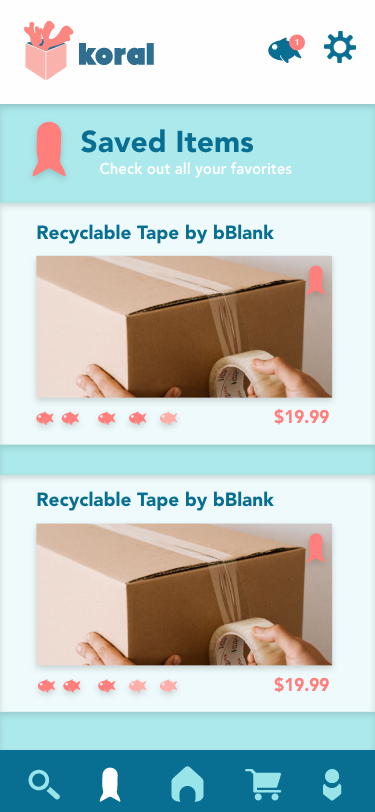 koral
1
Saved Items
Check out all your favorites
Recyclable Tape by bBlank
$19.99
Recyclable Tape by bBlank
$19.99